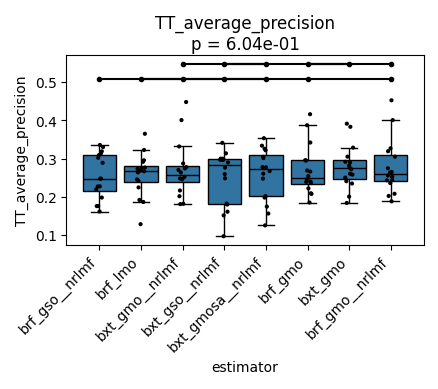 TT_average_precision
p = 6.04e-01
TT_average_precision
0.5
0.4
0.3
0.2
0.1
brf_gso__nrlmf
brf_lmo
bxt_gmo__nrlmf
bxt_gso__nrlmf
bxt_gmosa__nrlmf
brf_gmo
bxt_gmo
brf_gmo__nrlmf
estimator